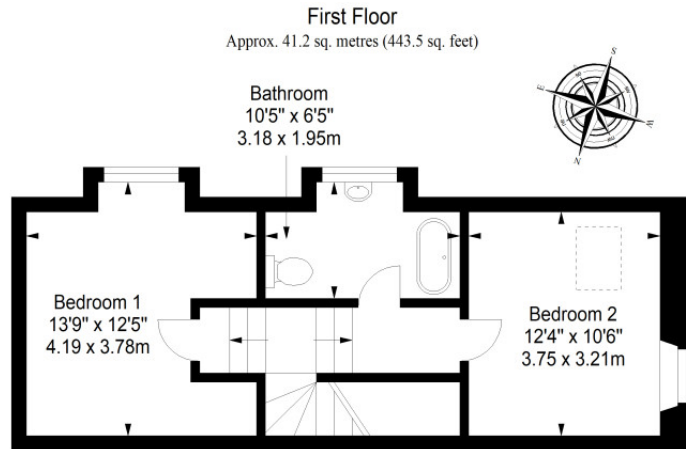 First Floor
Approx. 41.2 sq. metres (443.5 sq. feet)
S
E
W
N
Bathroom
10'5" x 6'5"
3.18 x 1.95m
Bedroom 1
13'9" x 12'5"
4.19 x 3.78m
Bedroom 2
12'4" x 10'6"
3.75 x 3.21m